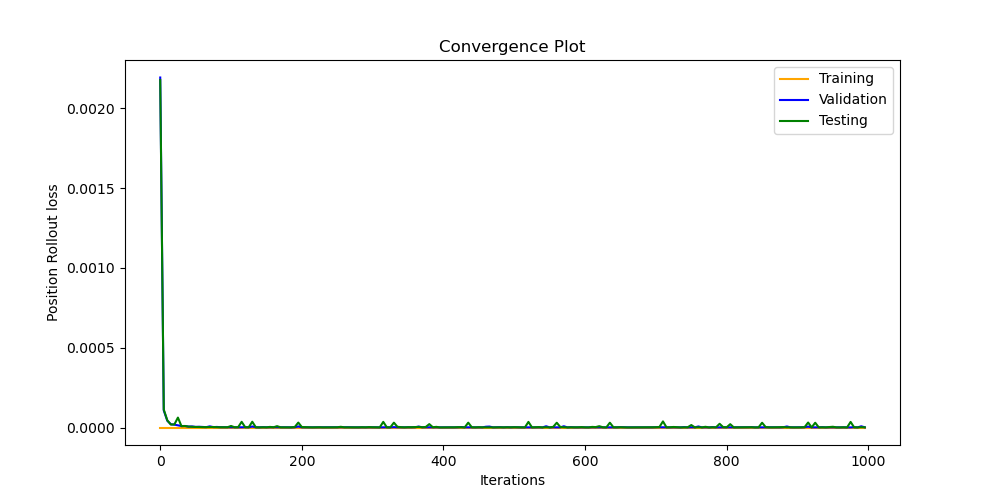 Convergence Plot
Training
Validation
Testing
Position Rollout loss
0.0020
0.0015
0.0010
0.0005
0.0000
0 200 400 600 800 1000
Iterations